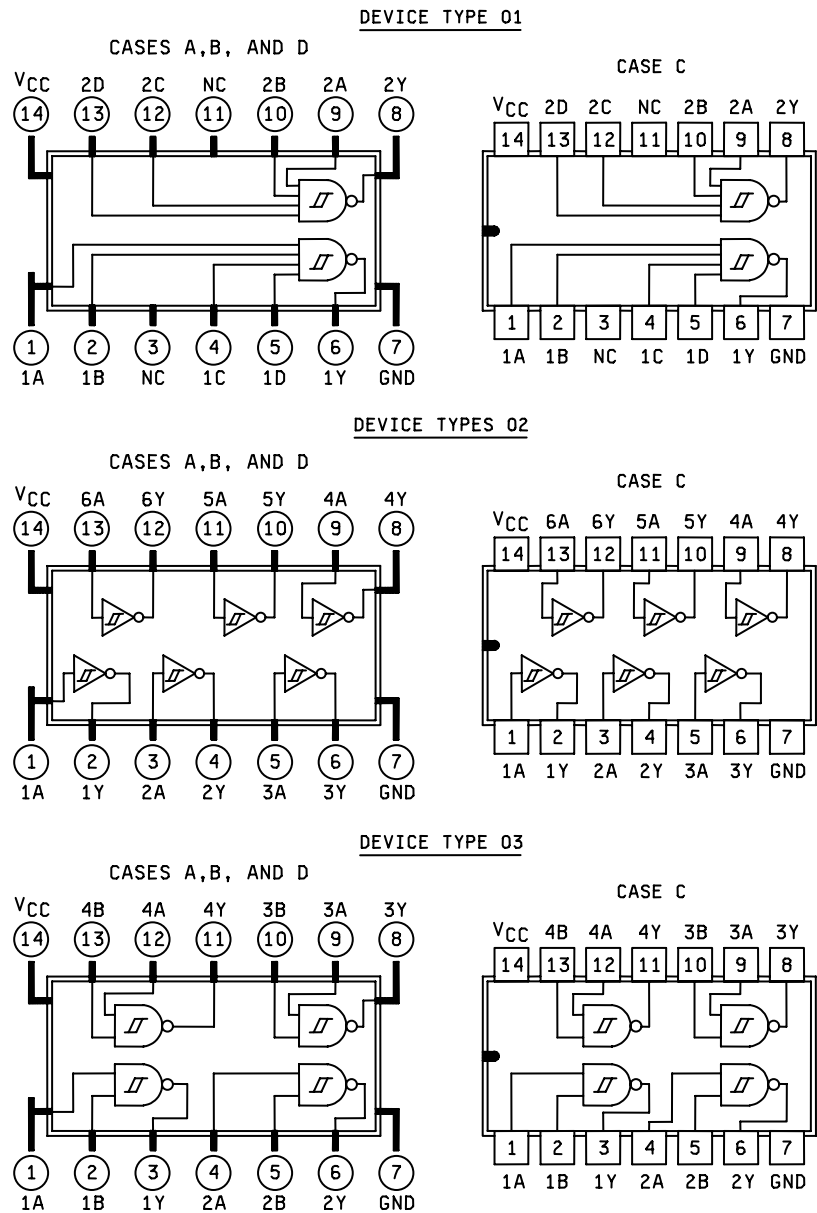 DEVICE TYPE 01
CASES A,B, AND D
VCC 2D 2C NC 2B 2A 2Y
14 13 12 11 10 9 8
1 2 3 4 5 6 7
1A 1B NC 1C 1D 1Y GND
CASE C
VCC 2D 2C NC 2B 2A 2Y
14 13 12 11 10 9 8
1 2 3 4 5 6 7
1A 1B NC 1C 1D 1Y GND
DEVICE TYPES 02
CASES A,B, AND D
VCC 6A 6Y 5A 5Y 4A 4Y
14 13 12 11 10 9 8
1 2 3 4 5 6 7
1A 1Y 2A 2Y 3A 3Y GND
CASE C
VCC 6A 6Y 5A 5Y 4A 4Y
14 13 12 11 10 9 8
1 2 3 4 5 6 7
1A 1Y 2A 2Y 3A 3Y GND
DEVICE TYPE 03
CASES A,B, AND D
VCC 4B 4A 4Y 3B 3A 3Y
14 13 12 11 10 9 8
1 2 3 4 5 6 7
1A 1B 1Y 2A 2B 2Y GND
CASE C
VCC 4B 4A 4Y 3B 3A 3Y
14 13 12 11 10 9 8
1 2 3 4 5 6 7
1A 1B 1Y 2A 2B 2Y GND